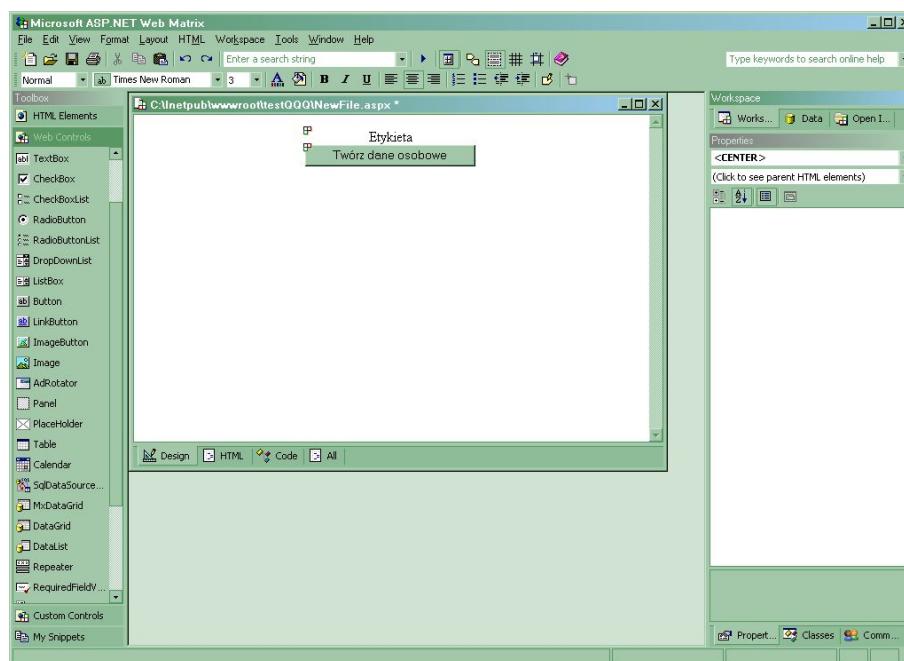 Microsoft ASP.NET Web Matrix
File Edit View Format Layout HTML Workspace Tools Window Help
Enter a search string
Type keywords to search online help
Normal Times New Roman 3 B I U
Toolbox
HTML Elements
Web Controls
TextBox
CheckBox
CheckBoxList
RadioButton
RadioButtonList
DropDownList
ListBox
Button
LinkButton
ImageButton
Image
AdRotator
Panel
PlaceHolder
Table
Calendar
SqlDataSource...
MxDataGrid
DataGrid
DataList
Repeater
RequiredFieldV...
Custom Controls
My Snippets
C:\Inetpub\wwwroot\testQQQ\NewFile.aspx *
Etykieta
Twórz dane osobowe
Design HTML Code All
Workspace
Works... Data Open I...
Properties
<CENTER>
(Click to see parent HTML elements)
Propert... Classes Comm...